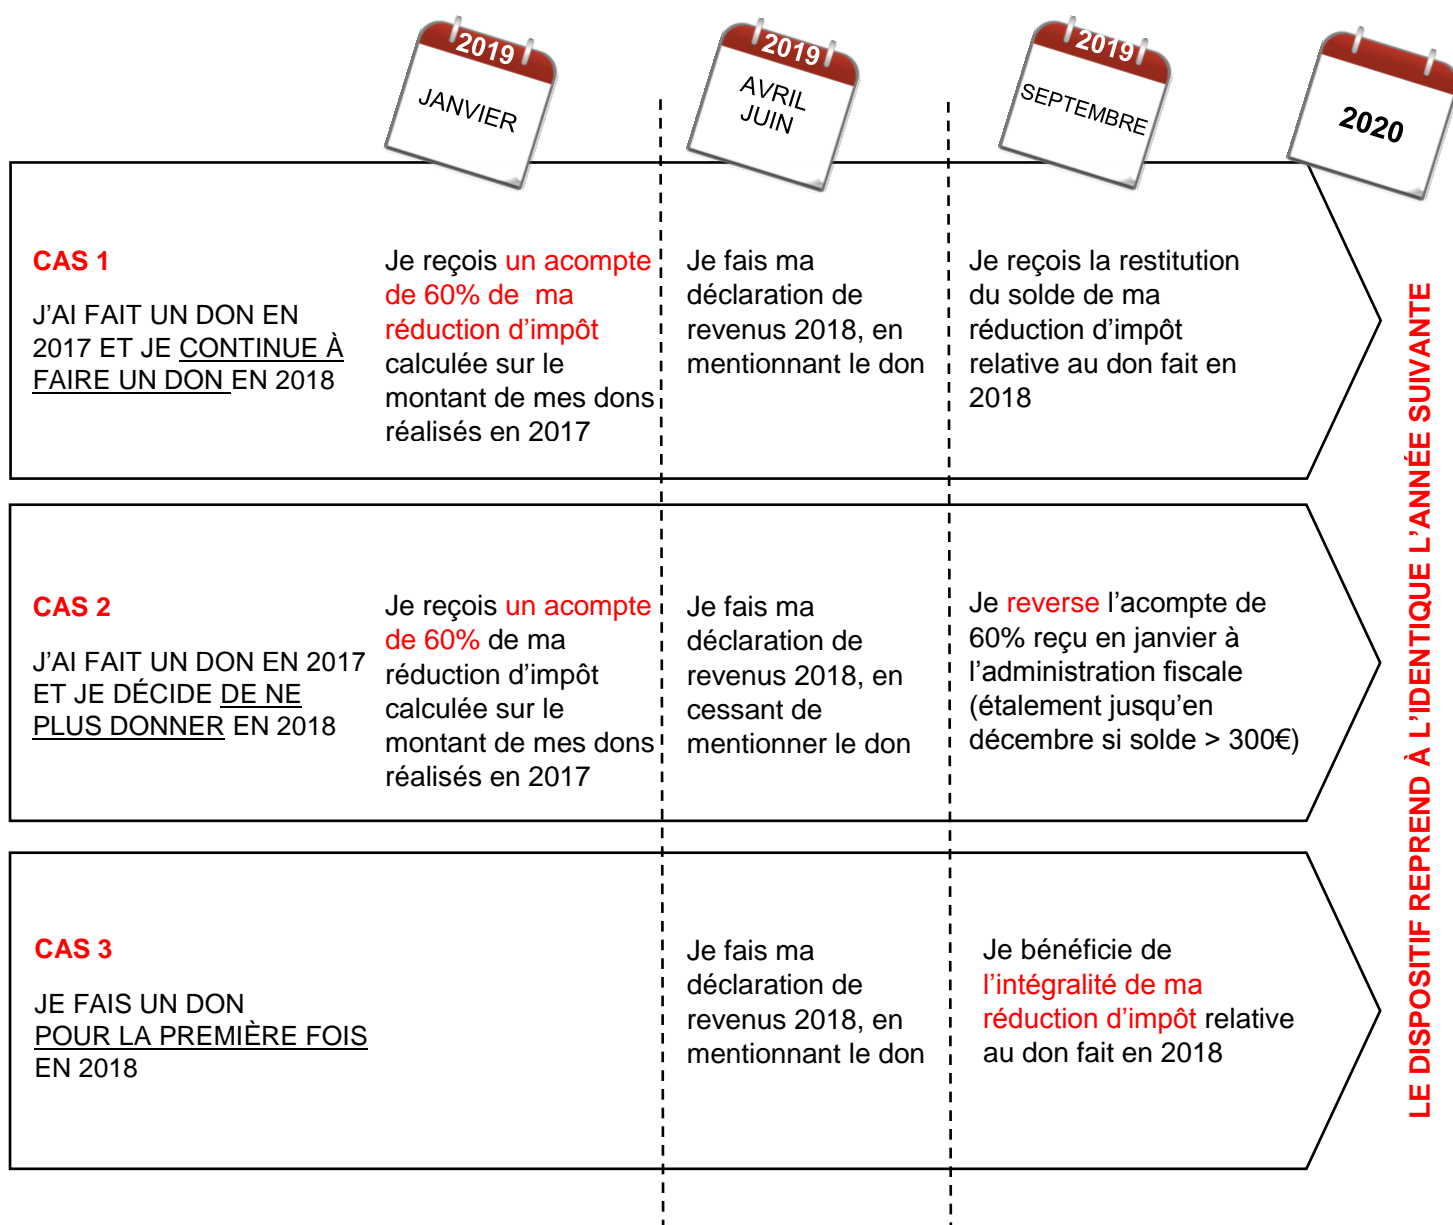 2019
JANVIER
2019
AVRIL
JUIN
2019
SEPTEMBRE
2020
CAS 1
J'AI FAIT UN DON EN
2017 ET JE CONTINUE À
FAIRE UN DON EN 2018
Je reçois un acompte
de 60% de ma
réduction d'impôt
calculée sur le
montant de mes dons
réalisés en 2017
Je fais ma
déclaration de
revenus 2018, en
mentionnant le don
Je reçois la restitution
du solde de ma
réduction d'impôt
relative au don fait en
2018
CAS 2
J'AI FAIT UN DON EN 2017
ET JE DÉCIDE DE NE
PLUS DONNER EN 2018
Je reçois un acompte
de 60% de ma
réduction d'impôt
calculée sur le
montant de mes dons
réalisés en 2017
Je fais ma
déclaration de
revenus 2018, en
cessant de
mentionner le don
Je reverse l'acompte de
60% reçu en janvier à
l'administration fiscale
(étalement jusqu'en
décembre si solde > 300€)
CAS 3
JE FAIS UN DON
POUR LA PREMIÈRE FOIS
EN 2018
Je fais ma
déclaration de
revenus 2018, en
mentionnant le don
Je bénéficie de
l'intégralité de ma
réduction d'impôt relative
au don fait en 2018
LE DISPOSITIF REPREND À L'IDENTIQUE L'ANNÉE SUIVANTE